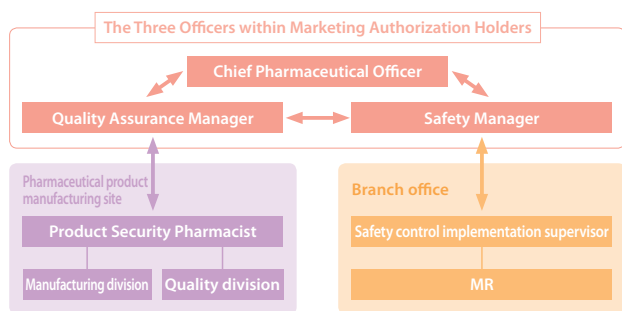 The Three Officers within Marketing Authorization Holders
Chief Pharmaceutical Officer
Quality Assurance Manager
Safety Manager
Pharmaceutical product
manufacturing site
Product Security Pharmacist
Manufacturing division
Quality division
Branch office
Safety control implementation supervisor
MR